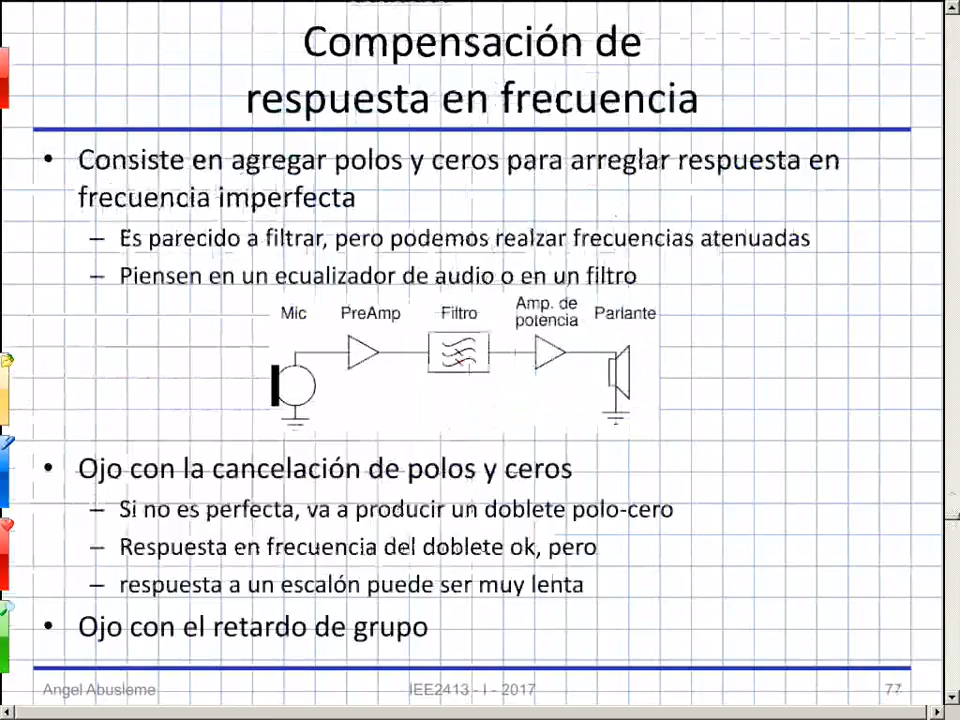 Compensación de
respuesta en frecuencia
• Consiste en agregar polos y ceros para arreglar respuesta en
frecuencia imperfecta
– Es parecido a filtrar, pero podemos realzar frecuencias atenuadas
– Piensen en un ecualizador de audio o en un filtro
Mic PreAmp Filtro Amp. de potencia Parlante
• Ojo con la cancelación de polos y ceros
– Si no es perfecta, va a producir un doblete polo-cero
– Respuesta en frecuencia del doblete ok, pero
– respuesta a un escalón puede ser muy lenta
• Ojo con el retardo de grupo
Angel Abusleme IEE2413 - I - 2017 77